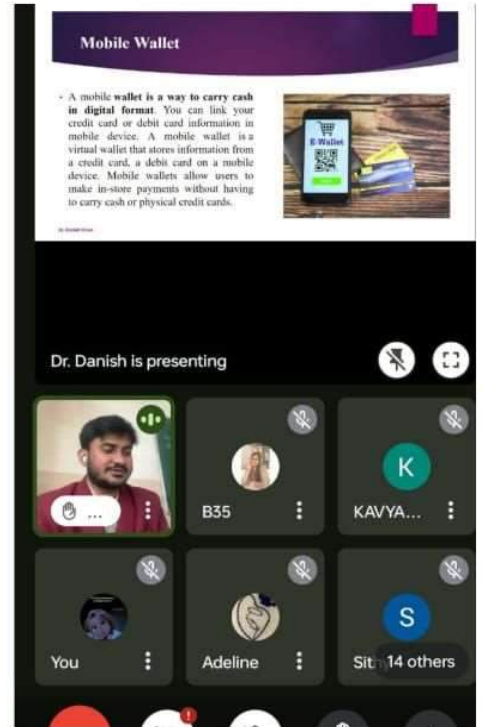 Mobile Wallet
• A mobile wallet is a way to carry cash
in digital format. You can link your
credit card or debit card information in
mobile device. A mobile wallet is a
virtual wallet that stores information from
a credit card, a debit card on a mobile
device. Mobile wallets allow users to
make in-store payments without having
to carry cash or physical credit cards.
E-Wallet
Dr. Danish is presenting
...
B35
K
KAVYA...
You
Adeline
S
14 others
!